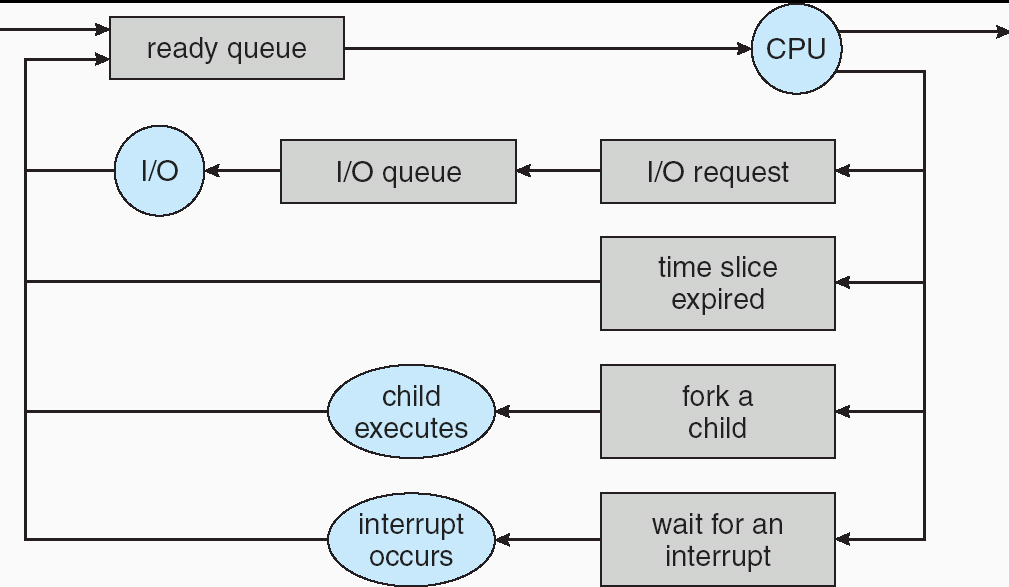 ready queue
CPU
I/O
I/O queue
I/O request
time slice
expired
child
executes
fork a
child
interrupt
occurs
wait for an
interrupt